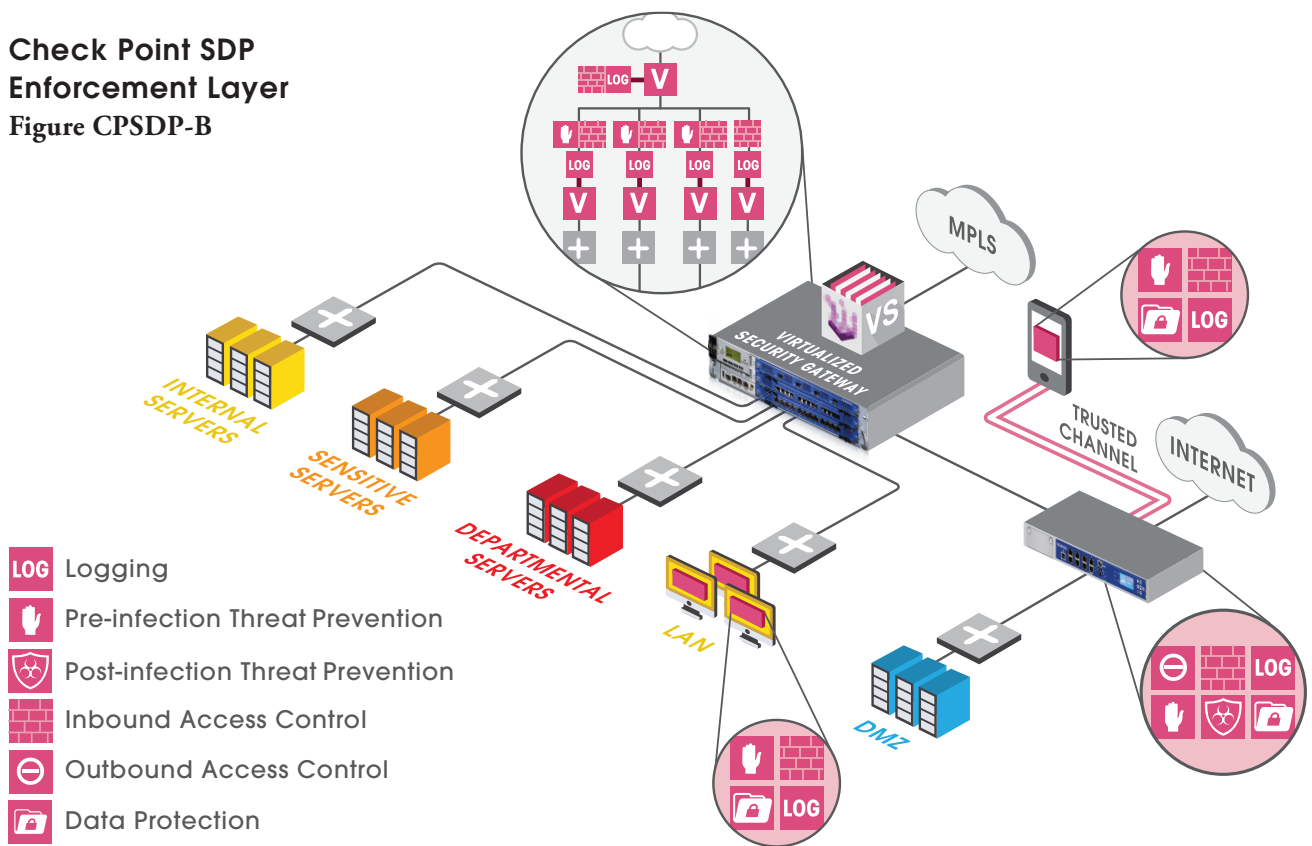 Check Point SDP
Enforcement Layer
Figure CPSDP-B
LOG
V
LOG
LOG
LOG
LOG
V
V
V
V
MPLS
VS
VIRTUALIZED
SECURITY GATEWAY
LOG
INTERNAL
SERVERS
SENSITIVE
SERVERS
DEPARTMENTAL
SERVERS
LAN
DMZ
TRUSTED
CHANNEL
INTERNET
LOG
LOG
LOG Logging
Pre-infection Threat Prevention
Post-infection Threat Prevention
Inbound Access Control
Outbound Access Control
Data Protection